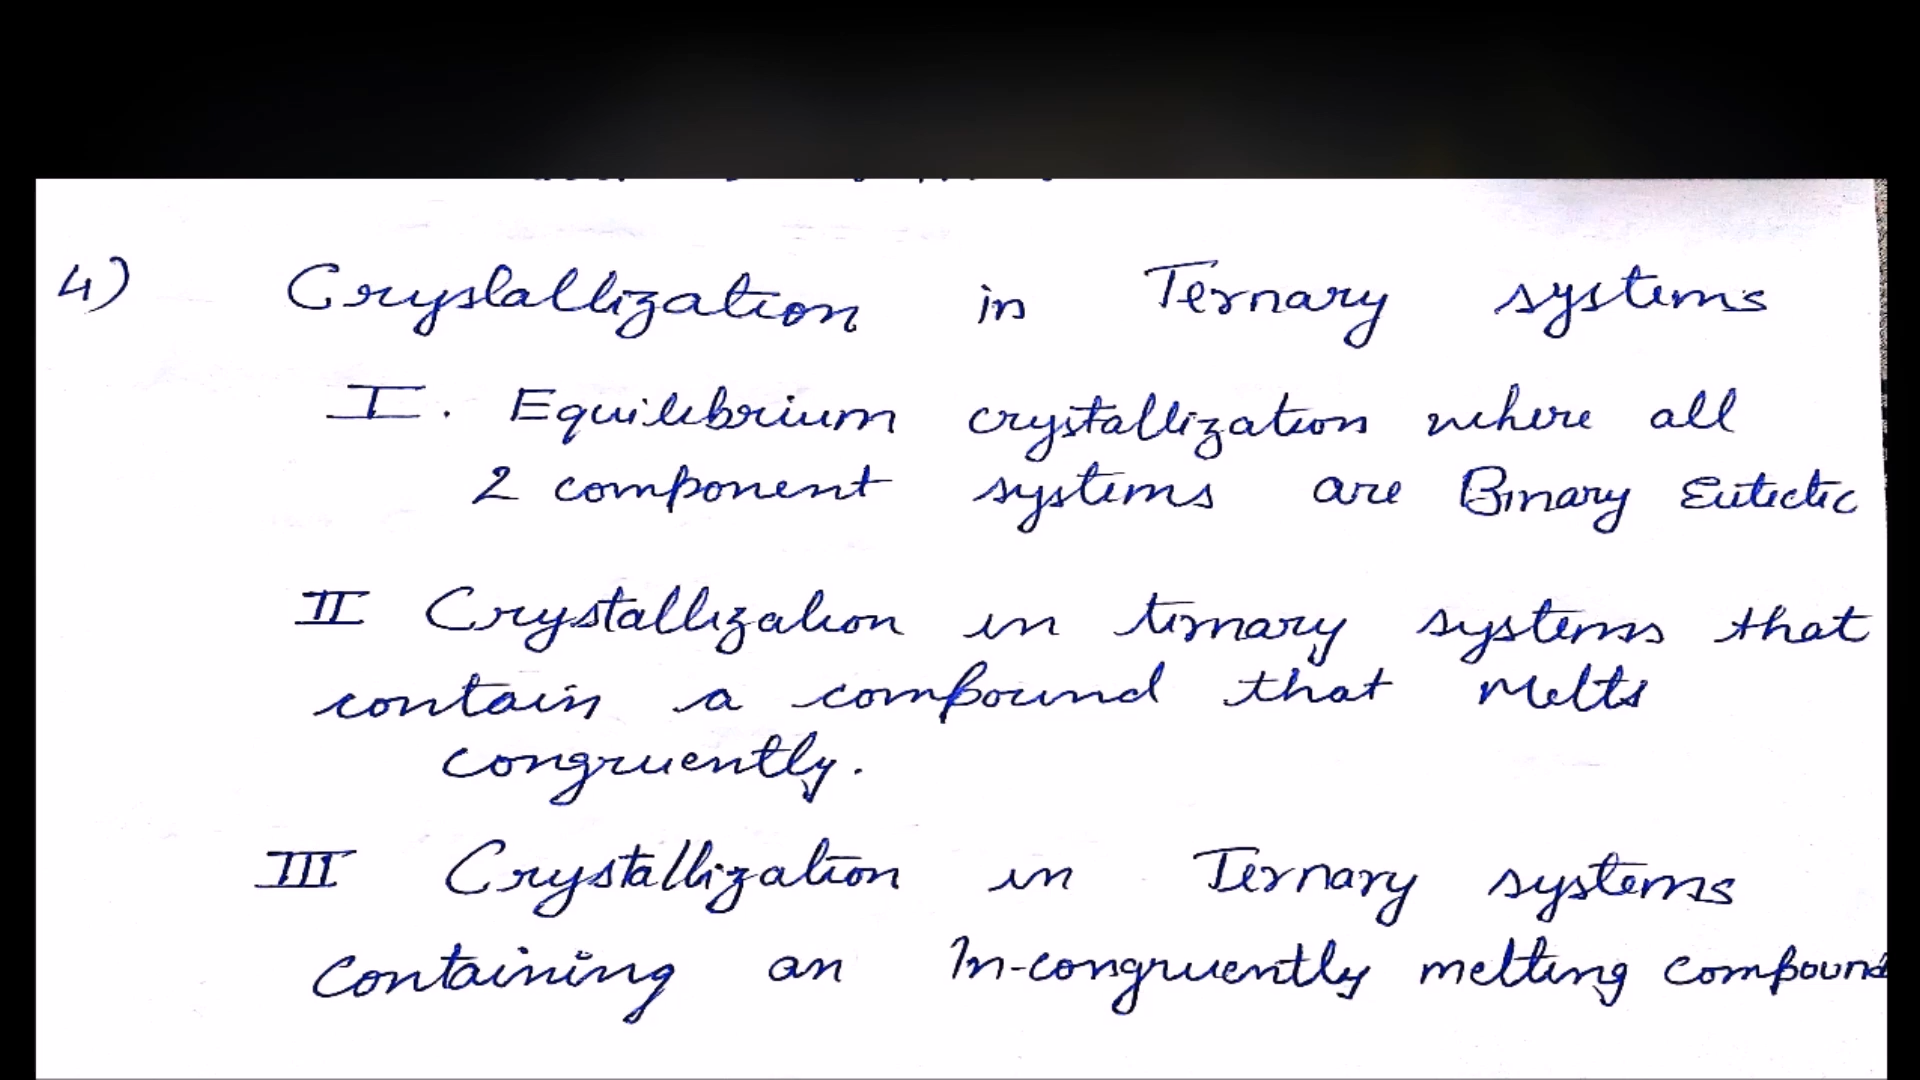 4) Crystallization in Ternary systems
I. Equilibrium crystallization where all
2 component systems are Binary Eutectic
II Crystallization in ternary systems that
contain a compound that Melts
congruently.
III Crystallization in Ternary systems
containing an In-congruently melting compound